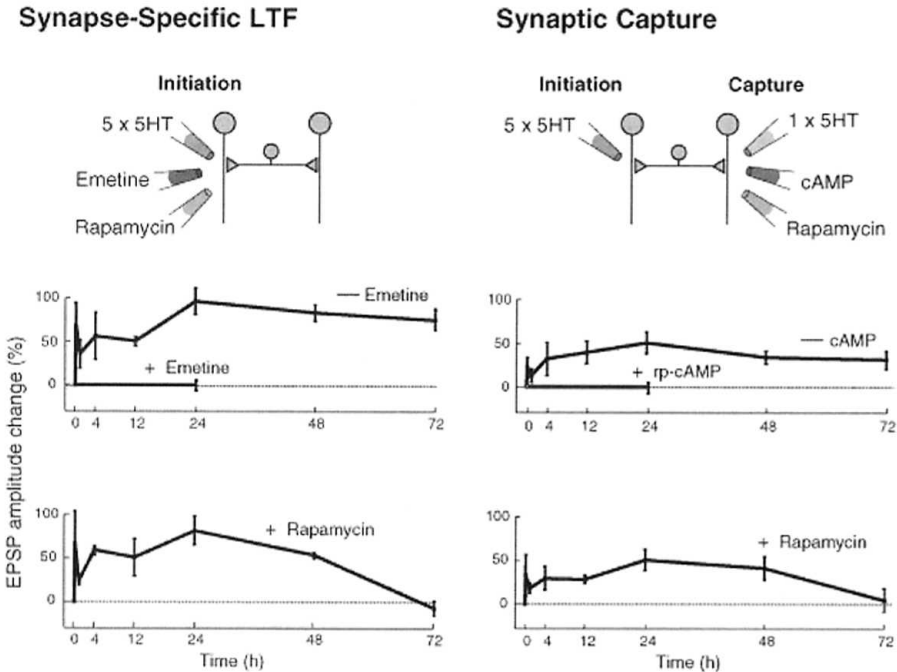 Synapse-Specific LTF
Synaptic Capture
Initiation
5 x 5HT
Emetine
Rapamycin
Initiation
Capture
5 x 5HT
1 x 5HT
cAMP
Rapamycin
EPSP amplitude change (%)
100
50
0
— Emetine
+ Emetine
0 4 12 24 48 72
100
50
0
— cAMP
+ rp-cAMP
0 4 12 24 48 72
100
50
0
+ Rapamycin
0 4 12 24 48 72
Time (h)
100
50
0
+ Rapamycin
0 4 12 24 48 72
Time (h)